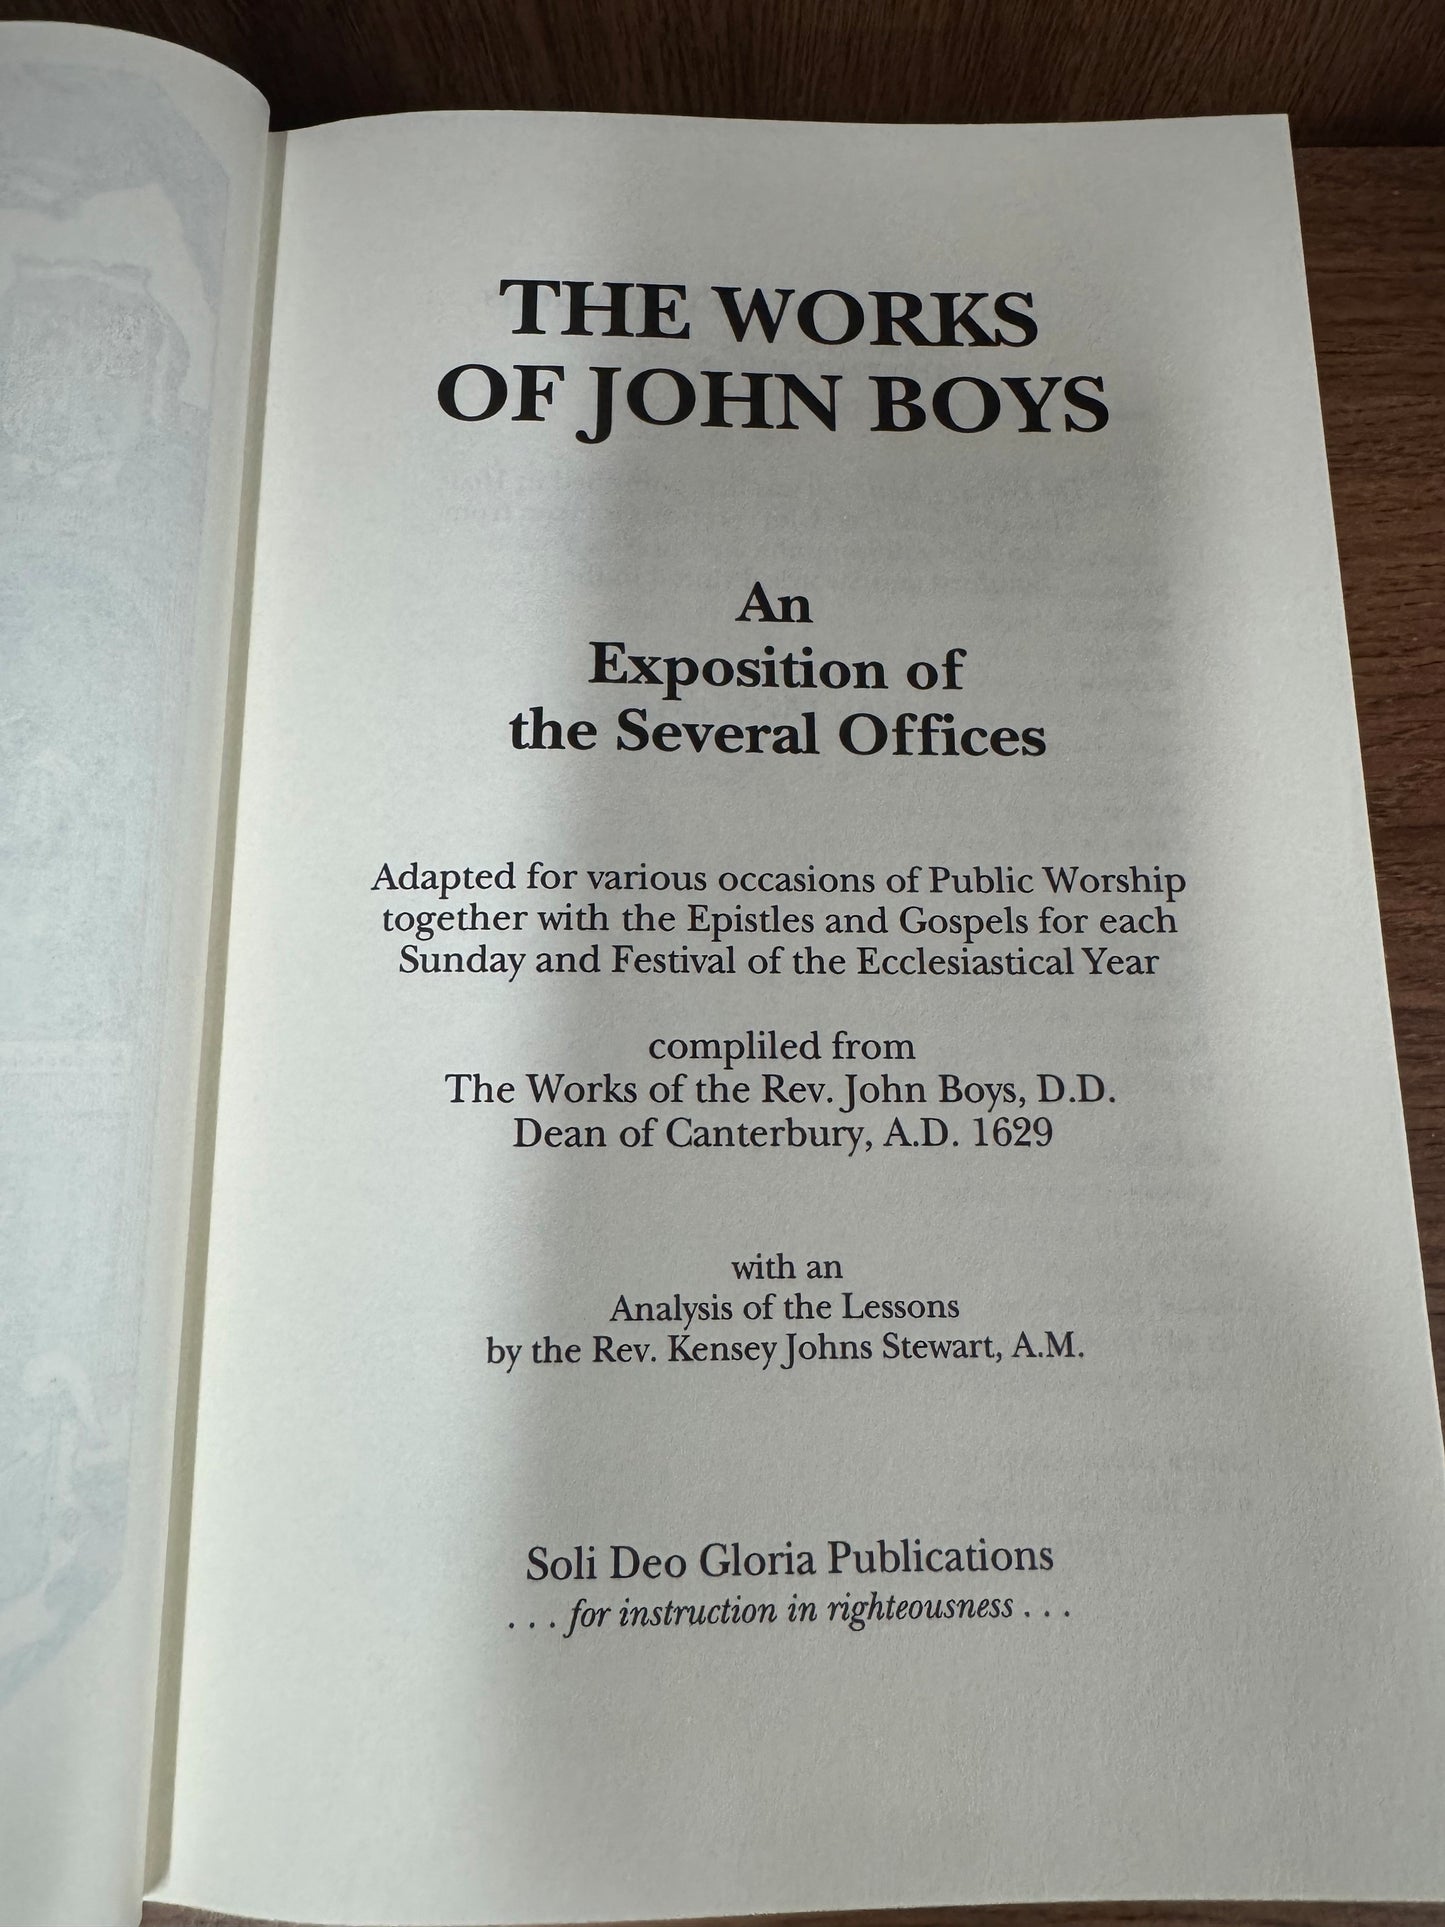 THE WORKS
OF JOHN BOYS
An
Exposition of
the Several Offices
Adapted for various occasions of Public Worship
together with the Epistles and Gospels for each
Sunday and Festival of the Ecclesiastical Year
compliled from
The Works of the Rev. John Boys, D.D.
Dean of Canterbury, A.D. 1629
with an
Analysis of the Lessons
by the Rev. Kensey Johns Stewart, A.M.
Soli Deo Gloria Publications
. . . for instruction in righteousness . . .